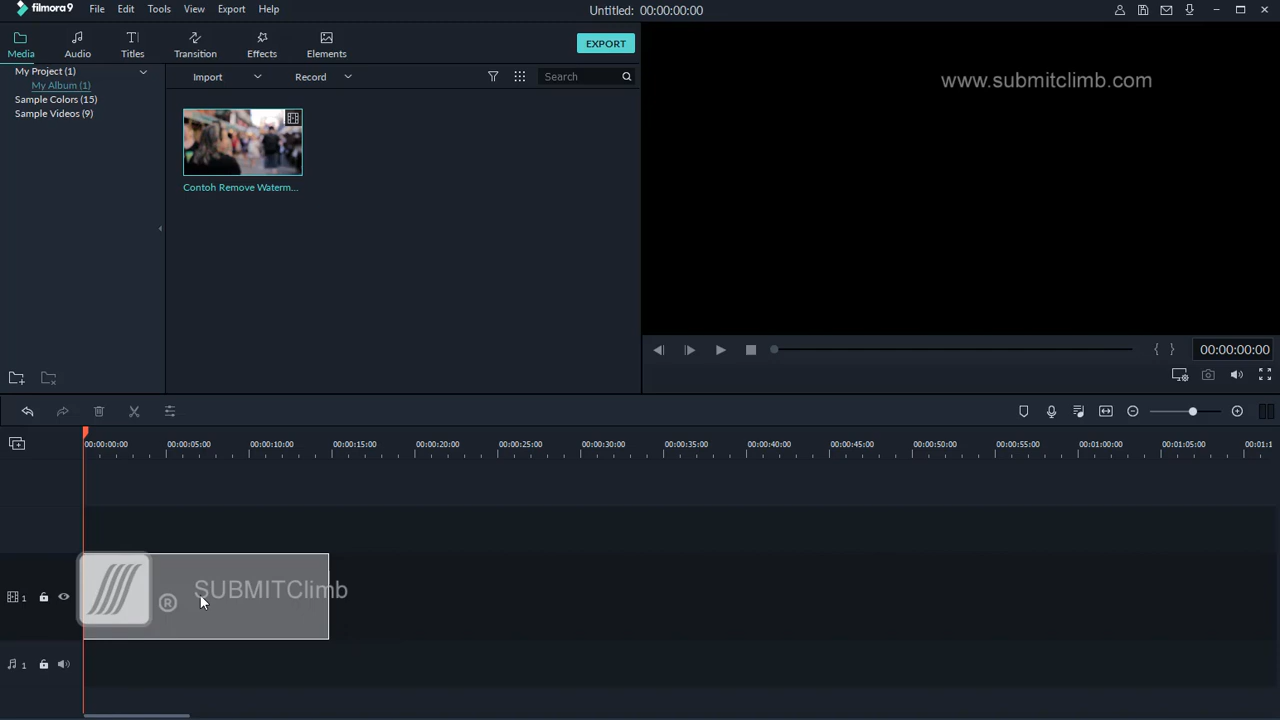 filmora9 File Edit Tools View Export Help Untitled: 00:00:00:00
Media Audio Titles Transition Effects Elements EXPORT
My Project (1) Import Record Search
My Album (1)
Sample Colors (15)
Sample Videos (9)
Contoh Remove Waterm...
www.submitclimb.com
{ } 00:00:00:00
00:00:00:00 00:00:05:00 00:00:10:00 00:00:15:00 00:00:20:00 00:00:25:00 00:00:30:00 00:00:35:00 00:00:40:00 00:00:45:00 00:00:50:00 00:00:55:00 00:01:00:00 00:01:05:00 00:01:1
1 ® SUBMITClimb
1